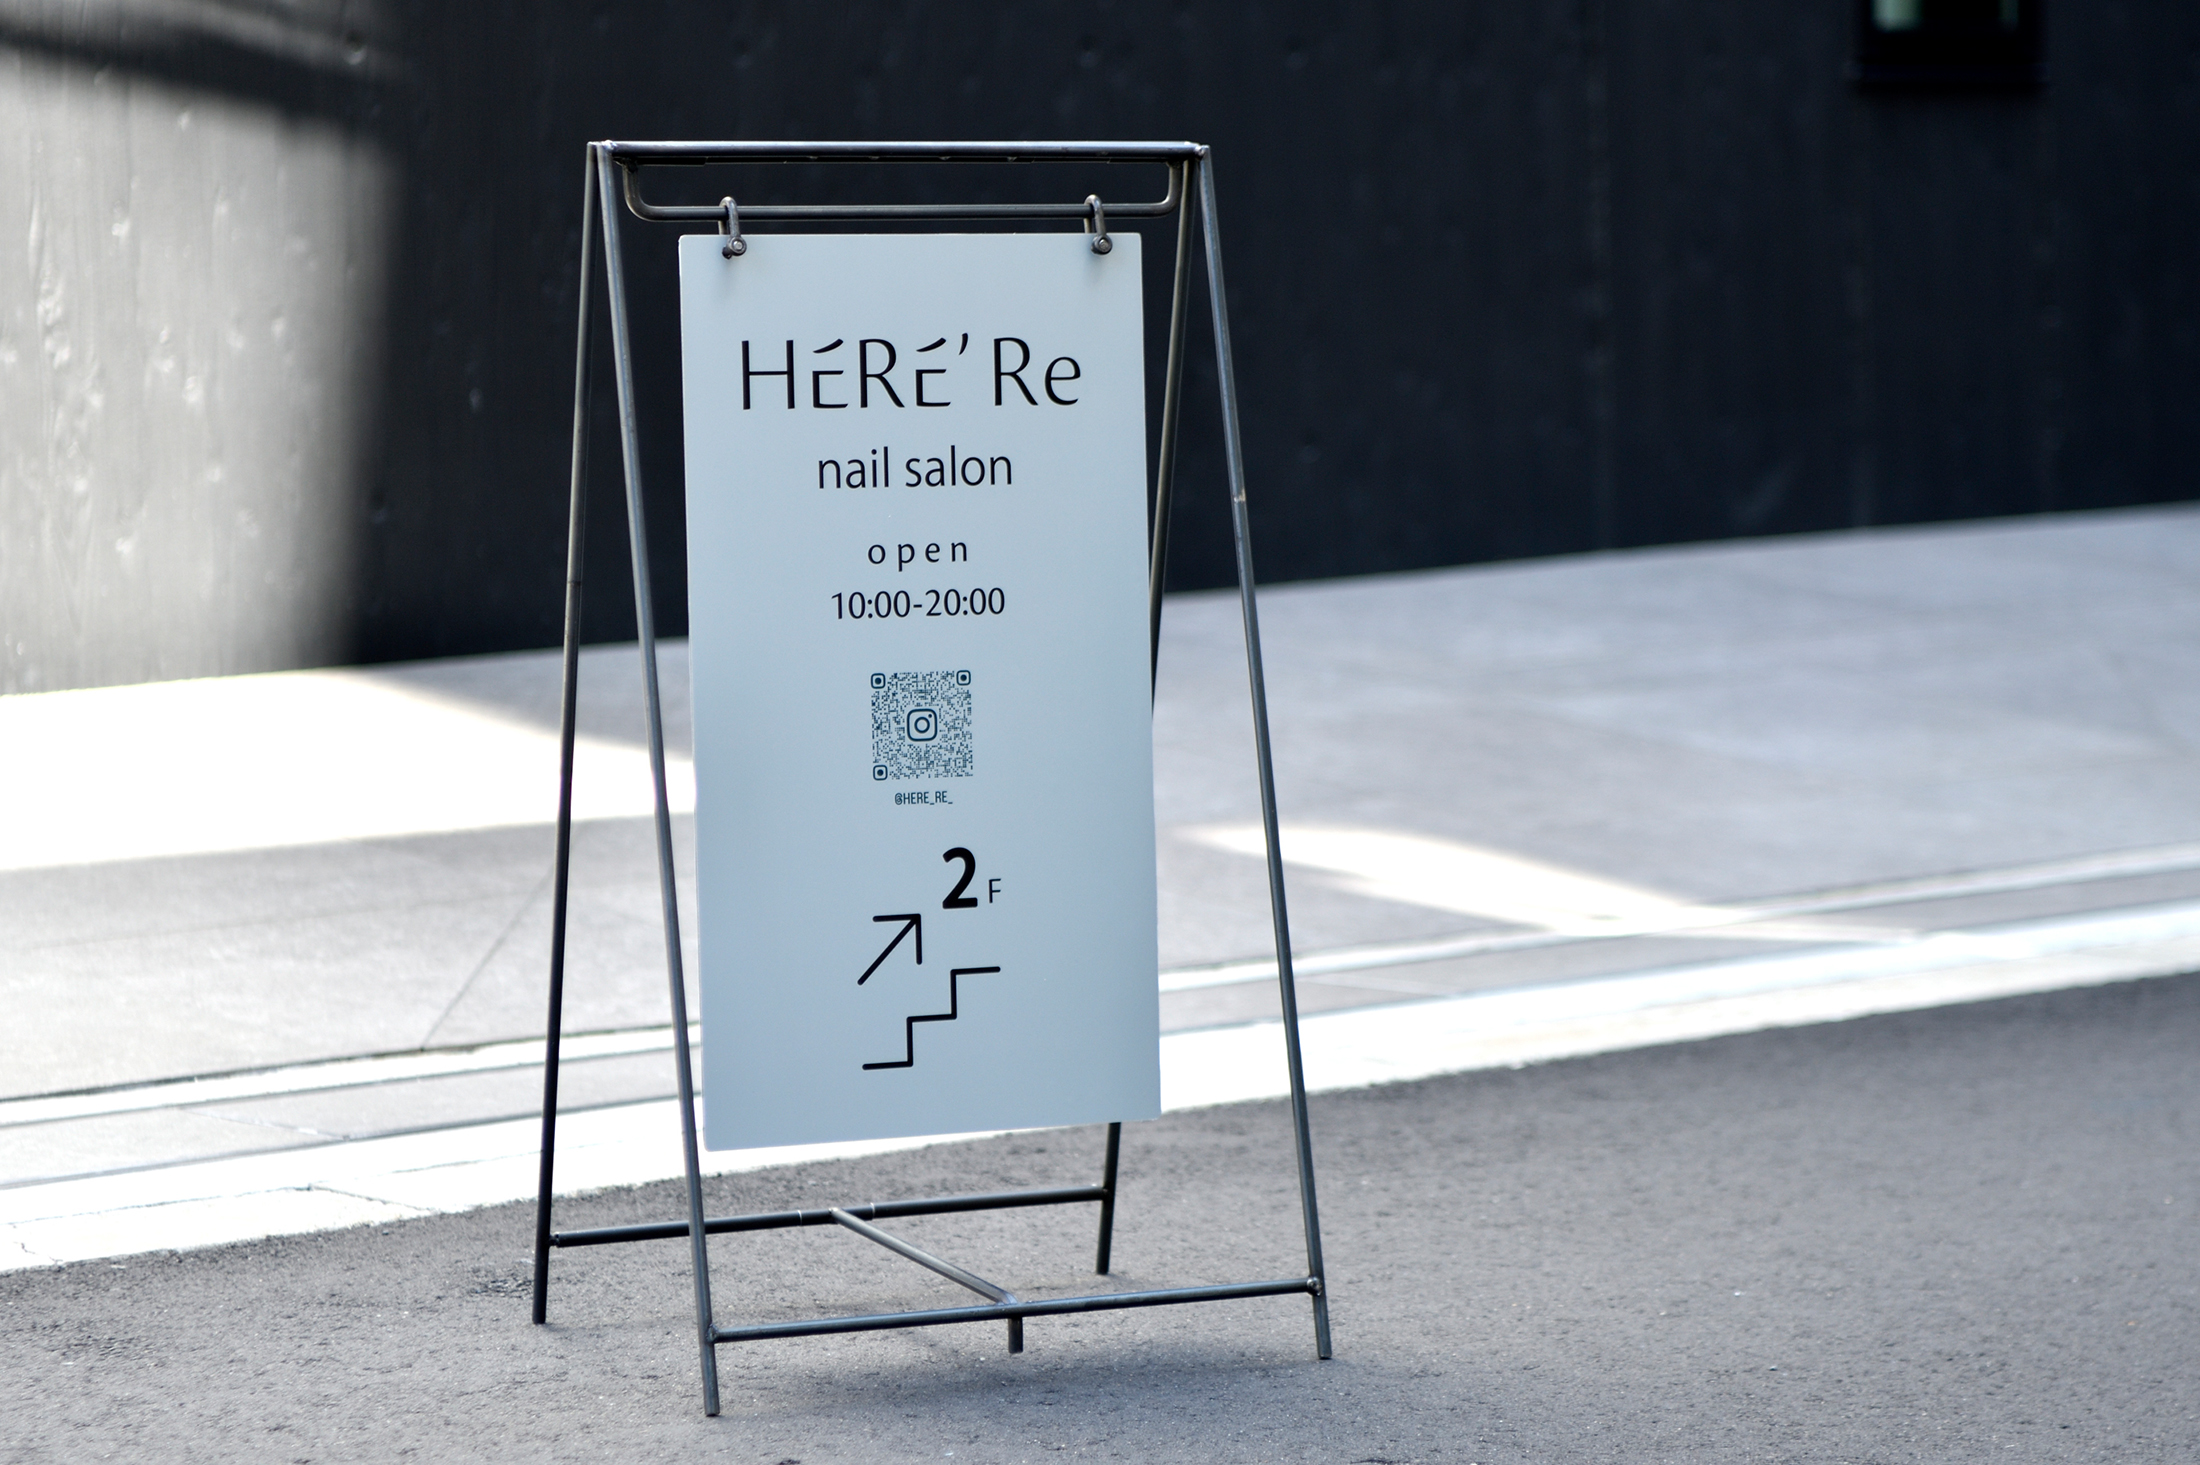 HÉRÉ’Re
nail salon
open
10:00-20:00
@HERE_RE_
2F